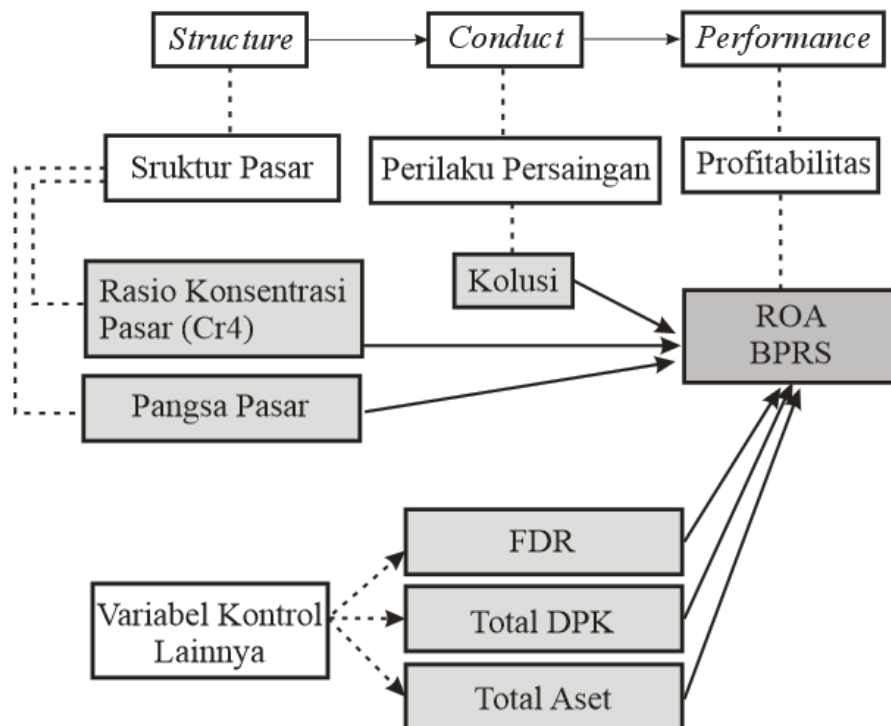 Structure
Conduct
Performance
Sruktur Pasar
Perilaku Persaingan
Profitabilitas
Rasio Konsentrasi
Pasar (Cr4)
Kolusi
ROA
BPRS
Pangsa Pasar
FDR
Variabel Kontrol
Lainnya
Total DPK
Total Aset